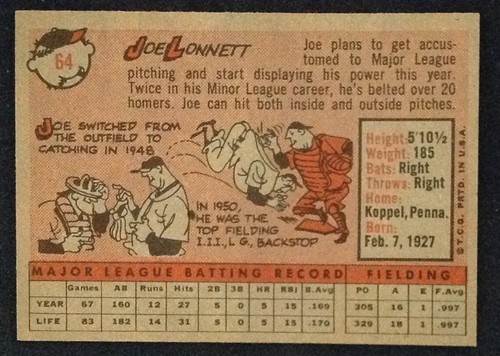 64
JOE LONNETT
Joe plans to get accus-
tomed to Major League
pitching and start displaying his power this year.
Twice in his Minor League career, he's belted over 20
homers. Joe can hit both inside and outside pitches.
JOE SWITCHED FROM
THE OUTFIELD TO
CATCHING IN 1948
IN 1950,
HE WAS THE
TOP FIELDING
I.I.I., LG., BACKSTOP
Height: 5'10½
Weight: 185
Bats: Right
Throws: Right
Home:
Koppel, Penna.
Born:
Feb. 7, 1927
© T.C.G. PRTD. IN U.S.A.
MAJOR LEAGUE BATTING RECORD FIELDING
Games AB Runs Hits 2B 3B HR RBI B.Avg PO A E F.Avg
YEAR 67 160 12 27 5 0 5 15 .169 305 16 1 .997
LIFE 83 182 14 31 5 0 5 15 .170 329 18 1 .997